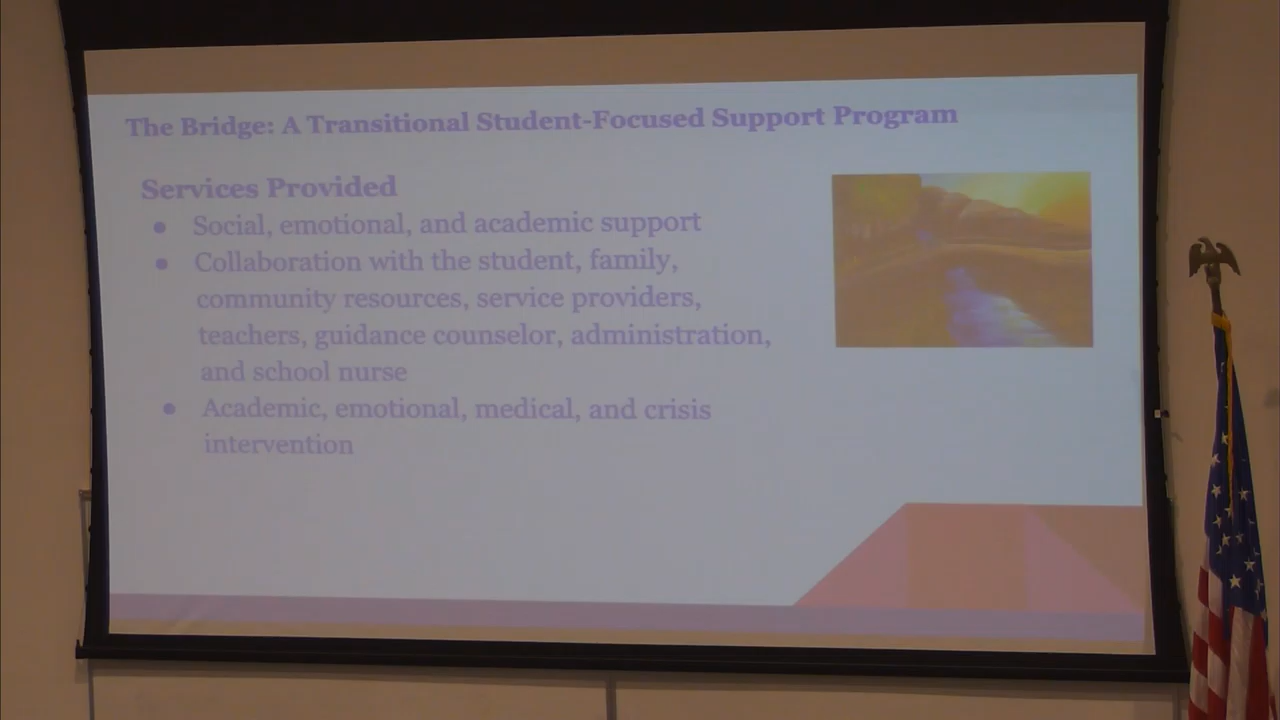 The Bridge: A Transitional Student-Focused Support Program
Services Provided
● Social, emotional, and academic support
● Collaboration with the student, family,
community resources, service providers,
teachers, guidance counselor, administration,
and school nurse
● Academic, emotional, medical, and crisis
intervention